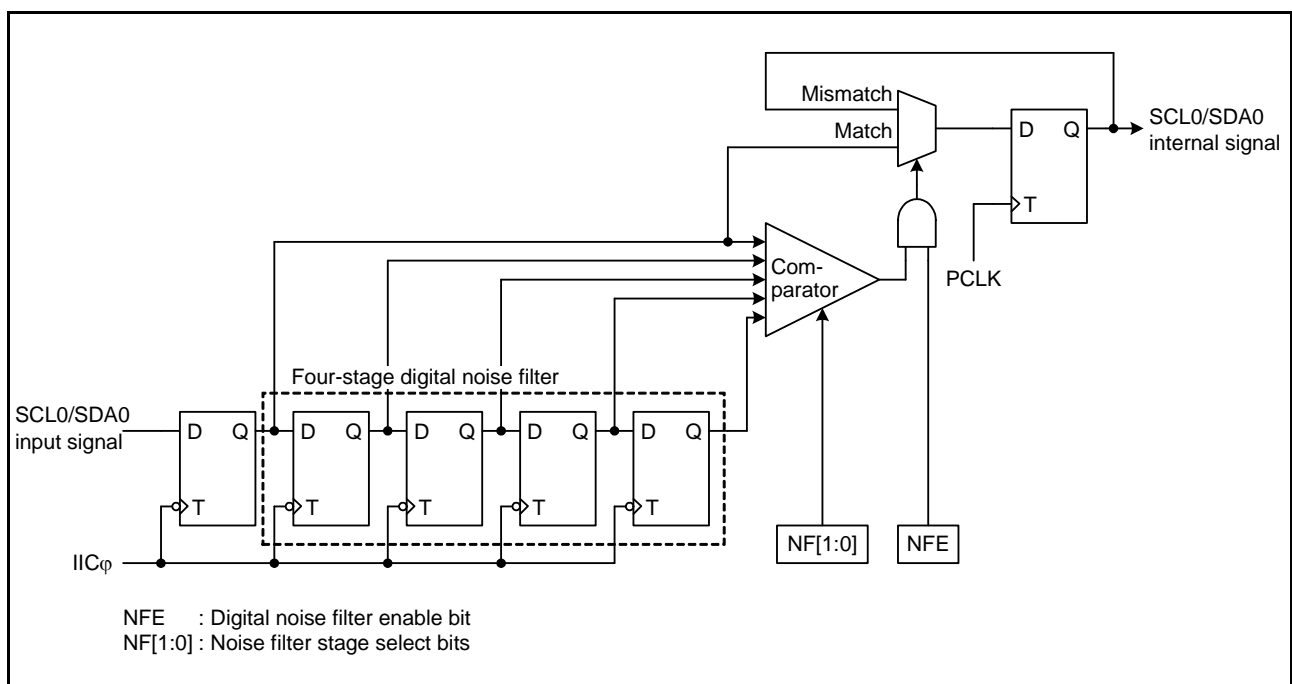 Mismatch
Match
D Q
T
SCL0/SDA0
internal signal
Com-
parator
PCLK
Four-stage digital noise filter
SCL0/SDA0
input signal
D Q D Q D Q D Q D Q
T T T T T
NF[1:0] NFE
IICφ
NFE : Digital noise filter enable bit
NF[1:0] : Noise filter stage select bits